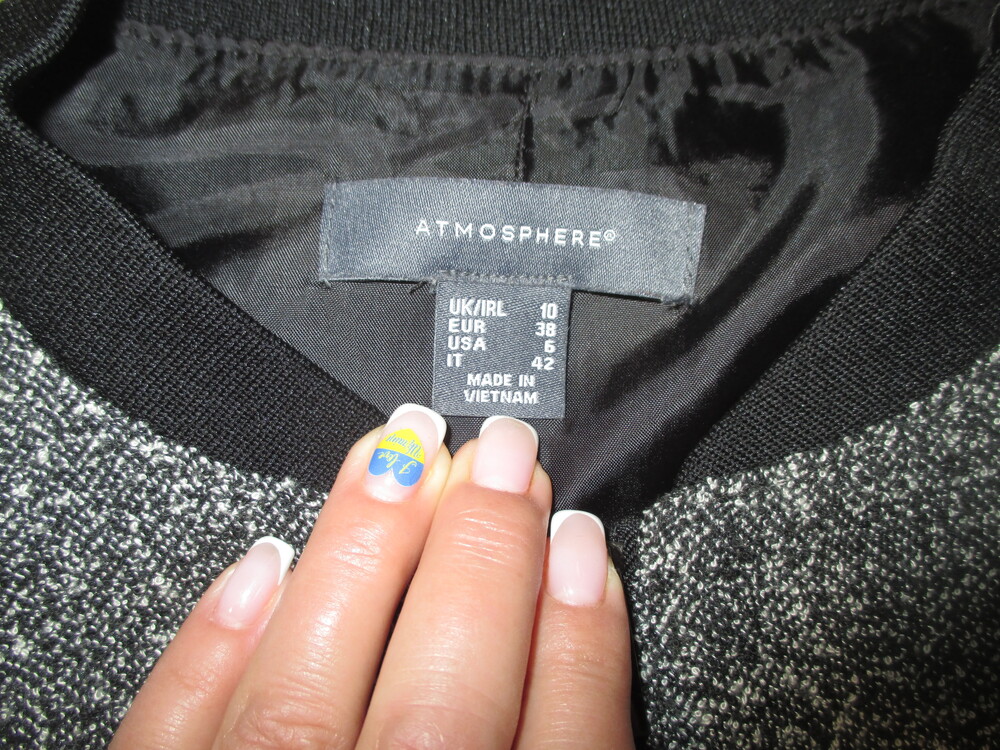 ATMOSPHERE®
UK/IRL 10
EUR 38
USA 6
IT 42
MADE IN
VIETNAM